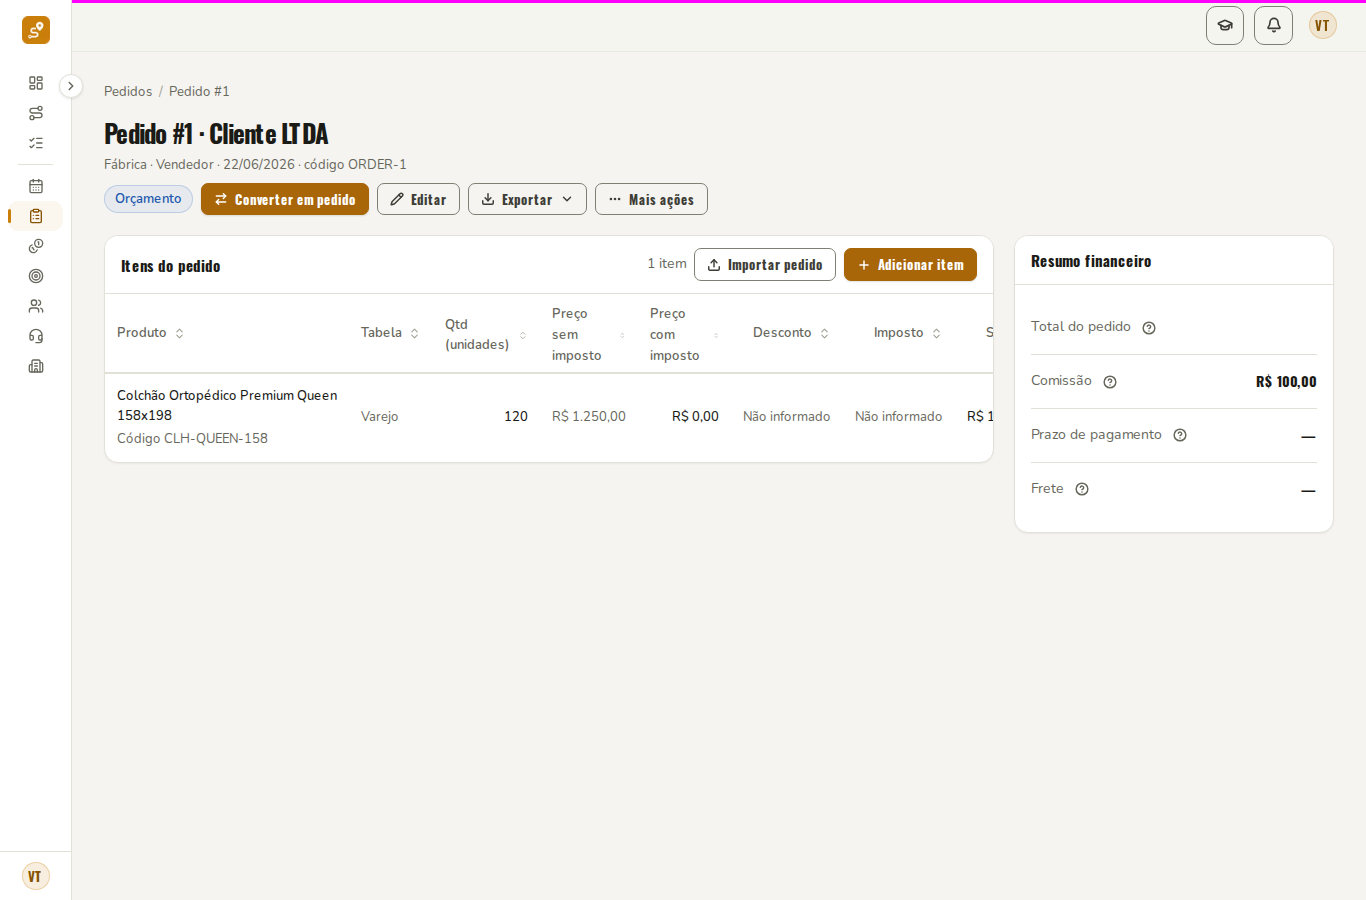 VT
Pedidos / Pedido #1
Pedido #1 · Cliente LTDA
Fábrica · Vendedor · 22/06/2026 · código ORDER-1
Orçamento
Converter em pedido
Editar
Exportar
Mais ações
Itens do pedido
1 item
Importar pedido
Adicionar item
Produto
Tabela
Qtd
(unidades)
Preço
sem
imposto
Preço
com
imposto
Desconto
Imposto
S
Colchão Ortopédico Premium Queen
158x198
Código CLH-QUEEN-158
Varejo
120
R$ 1.250,00
R$ 0,00
Não informado
Não informado
R$ 1
Resumo financeiro
Total do pedido
Comissão
R$ 100,00
Prazo de pagamento
—
Frete
—
VT